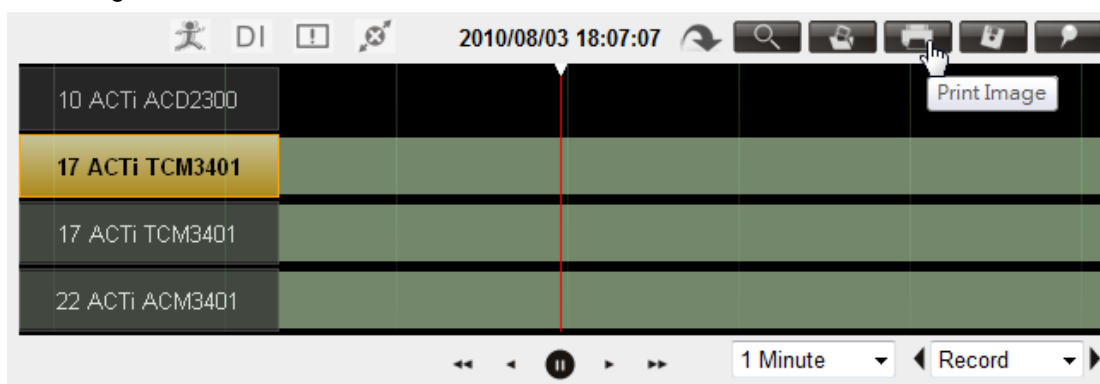 DI 2010/08/03 18:07:07
Print Image
10 ACTi ACD2300
17 ACTi TCM3401
17 ACTi TCM3401
22 ACTi ACM3401
1 Minute Record